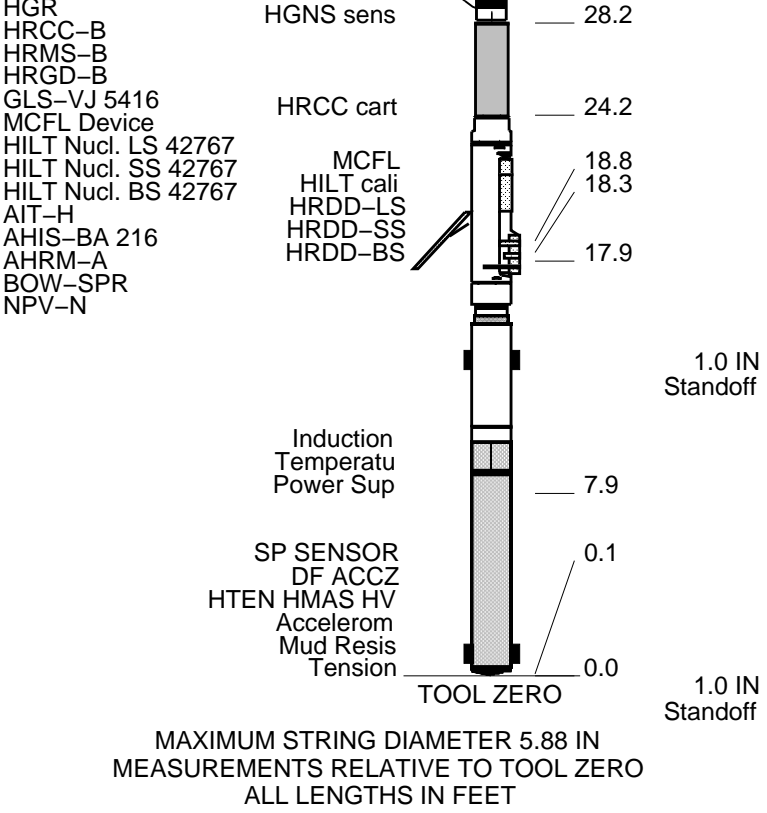 HGR
HRCC–B
HRMS–B
HRGD–B
GLS–VJ 5416
MCFL Device
HILT Nucl. LS 42767
HILT Nucl. SS 42767
HILT Nucl. BS 42767
AIT–H
AHIS–BA 216
AHRM–A
BOW–SPR
NPV–N
HGNS sens 28.2
HRCC cart 24.2
MCFL 18.8
HILT cali 18.3
HRDD–LS
HRDD–SS
HRDD–BS 17.9
1.0 IN
Standoff
Induction
Temperatu
Power Sup 7.9
SP SENSOR 0.1
DF ACCZ
HTEN HMAS HV
Accelerom
Mud Resis
Tension 0.0
TOOL ZERO
1.0 IN
Standoff
MAXIMUM STRING DIAMETER 5.88 IN
MEASUREMENTS RELATIVE TO TOOL ZERO
ALL LENGTHS IN FEET